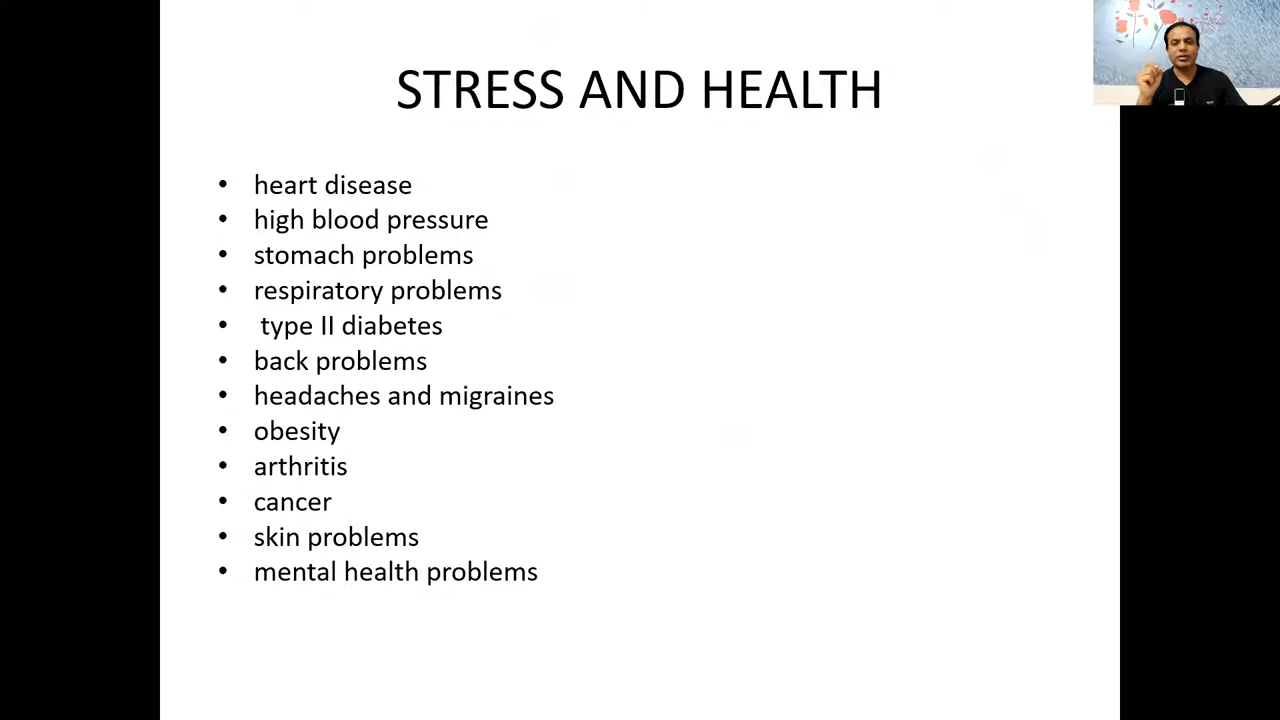 STRESS AND HEALTH
• heart disease
• high blood pressure
• stomach problems
• respiratory problems
• type II diabetes
• back problems
• headaches and migraines
• obesity
• arthritis
• cancer
• skin problems
• mental health problems